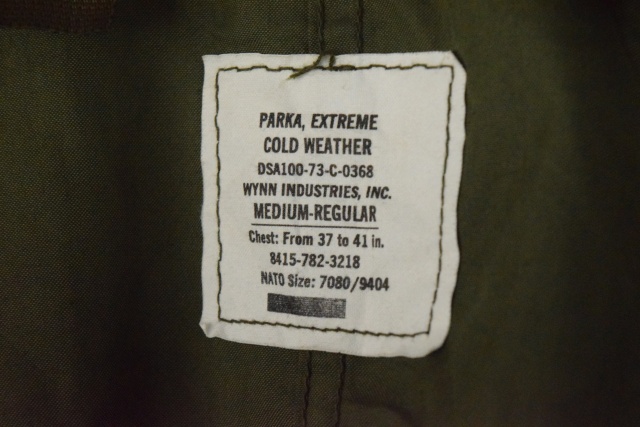 PARKA, EXTREME
COLD WEATHER
DSA100-73-C-0368
WYNN INDUSTRIES, INC.
MEDIUM-REGULAR
Chest: From 37 to 41 in.
8415-782-3218
NATO Size: 7080/9404